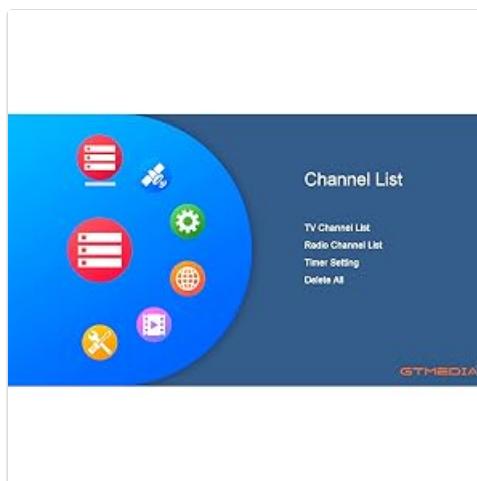 Channel List
TV Channel List
Radio Channel List
Timer Setting
Delete All
GTMEDIA